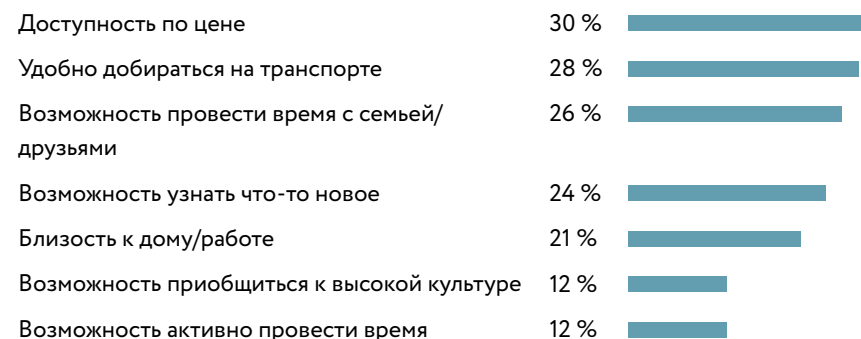 Доступность по цене 30 %
Удобно добираться на транспорте 28 %
Возможность провести время с семьей/ 26 %
друзьями
Возможность узнать что-то новое 24 %
Близость к дому/работе 21 %
Возможность приобщиться к высокой культуре 12 %
Возможность активно провести время 12 %